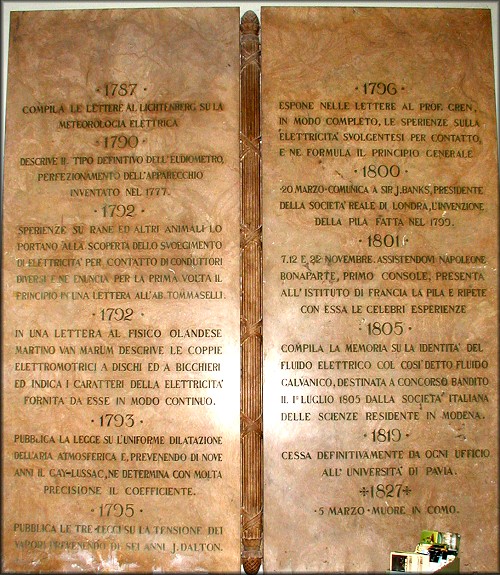 ·1787·
COMPILA LE LETTERE AL LICHTENBERG SU LA
METEOROLOGIA ELETTRICA
·1790·
DESCRIVE IL TIPO DEFINITIVO DELL'EUDIOMETRO,
PERFEZIONAMENTO DELL'APPARECCHIO
INVENTATO NEL 1777.
·1792·
SPERIENZE SU RANE ED ALTRI ANIMALI LO
PORTANO ALLA SCOPERTA DELLO SVOLGIMENTO
DI ELETTRICITA' PER CONTATTO DI CONDUTTORI
DIVERSI E NE ENUNCIA PER LA PRIMA VOLTA IL
PRINCIPIO IN UNA LETTERA ALL'AB. TOMMASELLI.
·1792·
IN UNA LETTERA AL FISICO OLANDESE
MARTINO VAN MARUM DESCRIVE LE COPPIE
ELETTROMOTRICI A DISCHI ED A BICCHIERI
ED INDICA I CARATTERI DELLA ELETTRICITA'
FORNITA DA ESSE IN MODO CONTINUO.
·1793·
PUBBLICA LA LEGGE SU L'UNIFORME DILATAZIONE
DELL'ARIA ATMOSFERICA E, PREVENENDO DI NOVE
ANNI IL GAY-LUSSAC, NE DETERMINA CON MOLTA
PRECISIONE IL COEFFICIENTE.
·1795·
PUBBLICA LE TRE LEGGI SU LA TENSIONE DEI
VAPORI PREVENENDO DI SEI ANNI J. DALTON.
·1796·
ESPONE NELLE LETTERE AL PROF. GREN,
IN MODO COMPLETO, LE SPERIENZE SULLA
ELETTRICITA' SVOLGENTESI PER CONTATTO,
E NE FORMULA IL PRINCIPIO GENERALE.
·1800·
·20 MARZO·COMUNICA A SIR J. BANKS, PRESIDENTE
DELLA SOCIETA' REALE DI LONDRA, L'INVENZIONE
DELLA PILA FATTA NEL 1799.
·1801·
7. 12 E 21 NOVEMBRE. ASSISTENDOVI NAPOLEONE
BONAPARTE, PRIMO CONSOLE, PRESENTA
ALL'ISTITUTO DI FRANCIA LA PILA E RIPETE
CON ESSA LE CELEBRI ESPERIENZE
·1805·
COMPILA LA MEMORIA SU LA IDENTITA' DEL
FLUIDO ELETTRICO COL COSI' DETTO FLUIDO
GALVANICO, DESTINATA A CONCORSO BANDITO
IL 1º LUGLIO 1805 DALLA SOCIETA' ITALIANA
DELLE SCIENZE RESIDENTE IN MODENA.
·1819·
CESSA DEFINITIVAMENTE DA OGNI UFFICIO
ALL' UNIVERSITA' DI PAVIA.
✢1827✢
·5 MARZO·MUORE IN COMO.